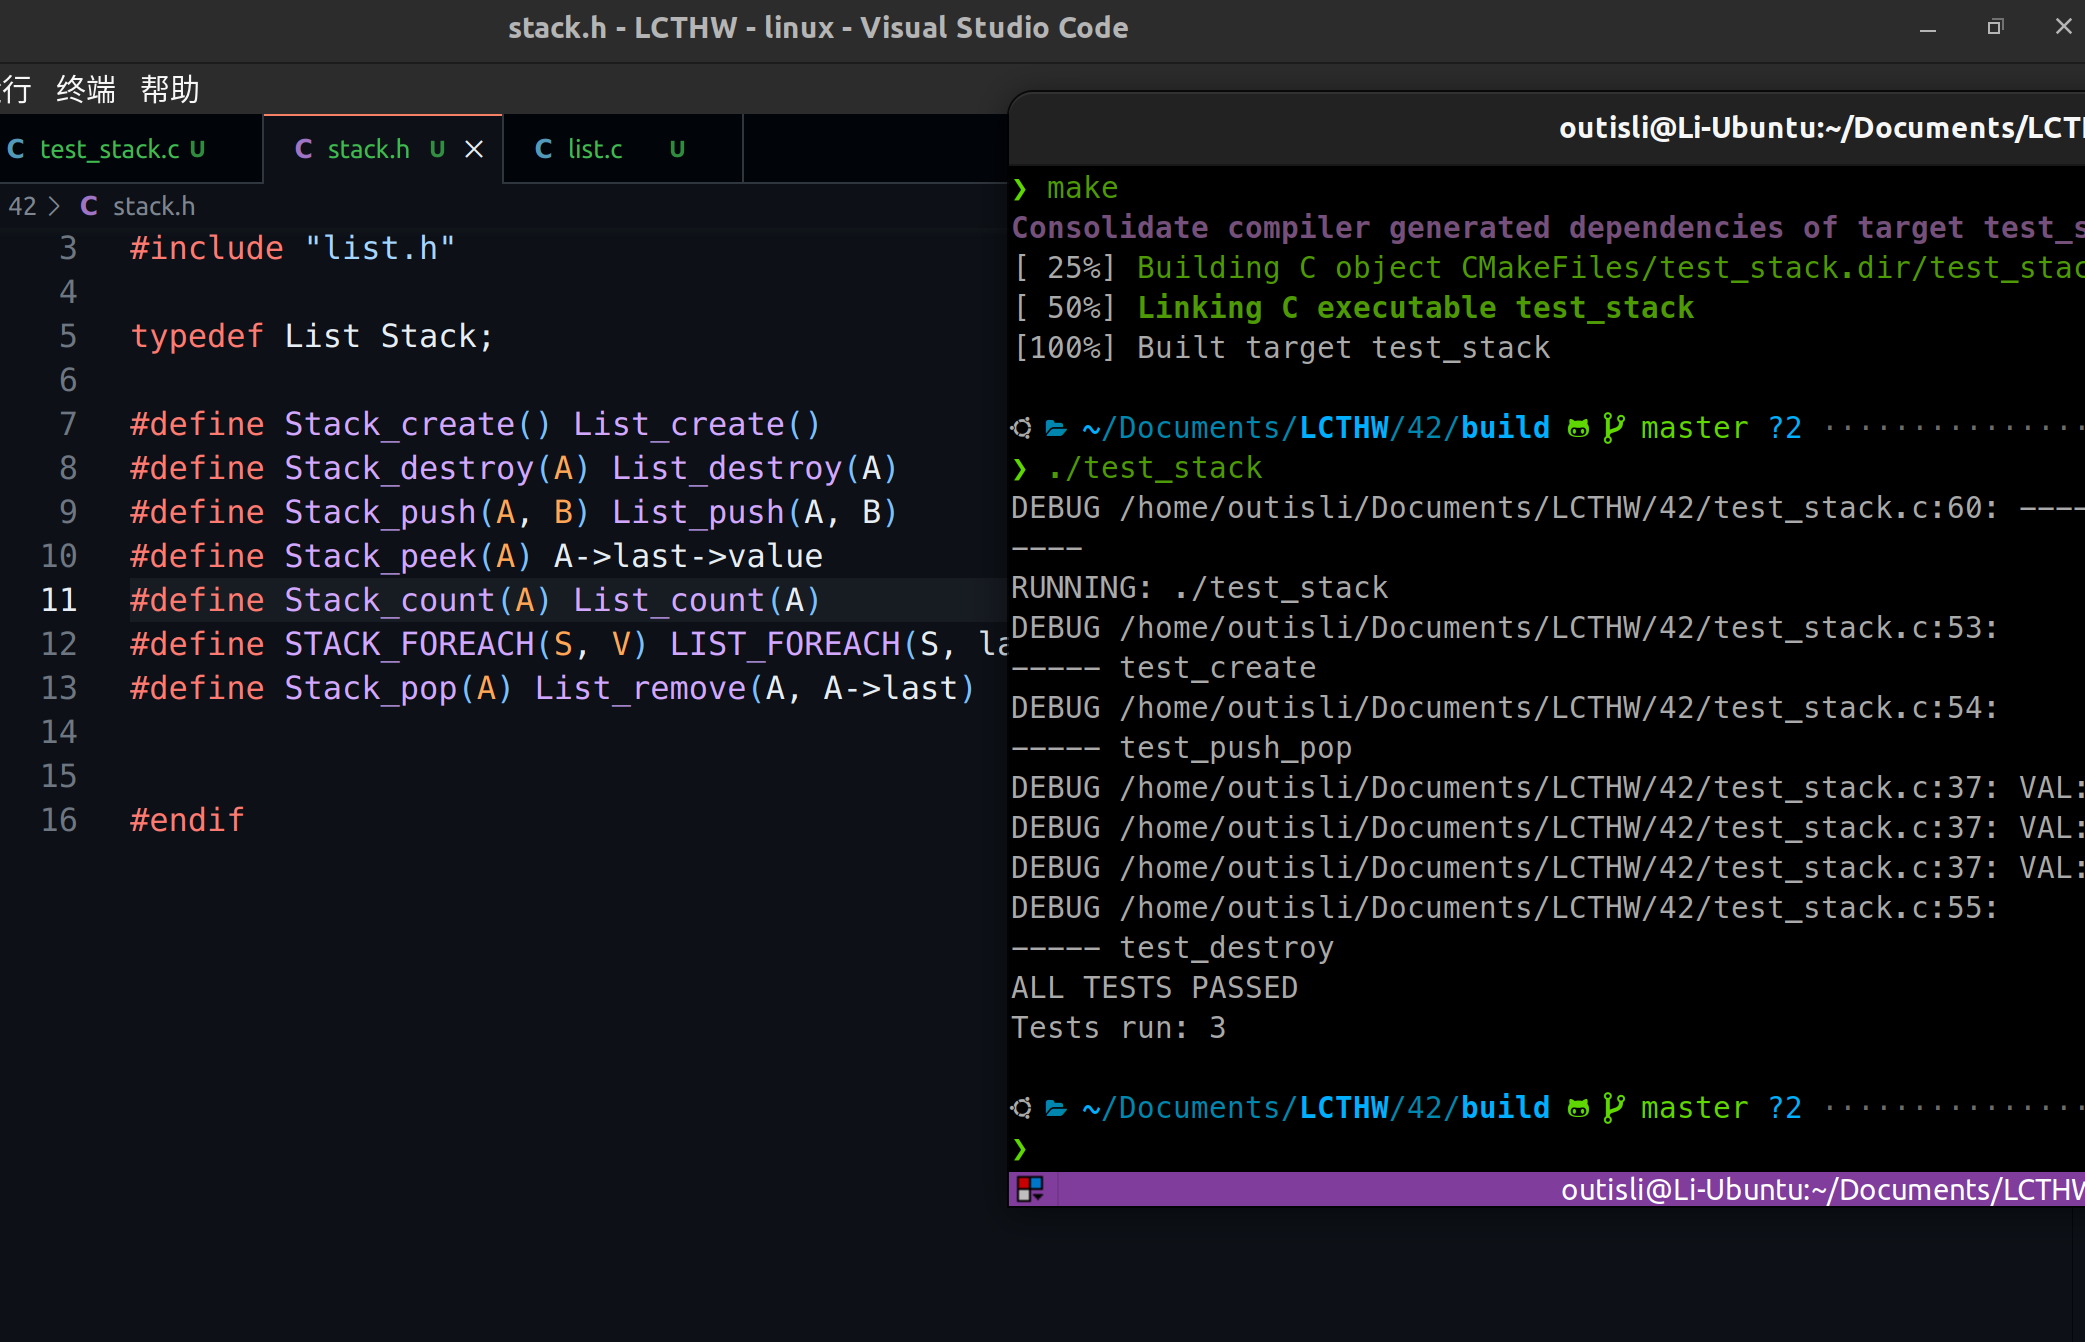 stack.h - LCTHW - linux - Visual Studio Code
行 终端 帮助
C test_stack.c U
C stack.h U
C list.c U
42 > C stack.h
3 #include "list.h"
4
5 typedef List Stack;
6
7 #define Stack_create() List_create()
8 #define Stack_destroy(A) List_destroy(A)
9 #define Stack_push(A, B) List_push(A, B)
10 #define Stack_peek(A) A->last->value
11 #define Stack_count(A) List_count(A)
12 #define STACK_FOREACH(S, V) LIST_FOREACH(S, la
13 #define Stack_pop(A) List_remove(A, A->last)
14
15
16 #endif
outisli@Li-Ubuntu:~/Documents/LCTH
❯ make
Consolidate compiler generated dependencies of target test_s
[ 25%] Building C object CMakeFiles/test_stack.dir/test_stac
[ 50%] Linking C executable test_stack
[100%] Built target test_stack
~/Documents/LCTHW/42/build master ?2 ···············
❯ ./test_stack
DEBUG /home/outisli/Documents/LCTHW/42/test_stack.c:60: ----
----
RUNNING: ./test_stack
DEBUG /home/outisli/Documents/LCTHW/42/test_stack.c:53:
----- test_create
DEBUG /home/outisli/Documents/LCTHW/42/test_stack.c:54:
----- test_push_pop
DEBUG /home/outisli/Documents/LCTHW/42/test_stack.c:37: VAL:
DEBUG /home/outisli/Documents/LCTHW/42/test_stack.c:37: VAL:
DEBUG /home/outisli/Documents/LCTHW/42/test_stack.c:37: VAL:
DEBUG /home/outisli/Documents/LCTHW/42/test_stack.c:55:
----- test_destroy
ALL TESTS PASSED
Tests run: 3
~/Documents/LCTHW/42/build master ?2 ···············
❯
outisli@Li-Ubuntu:~/Documents/LCTHW